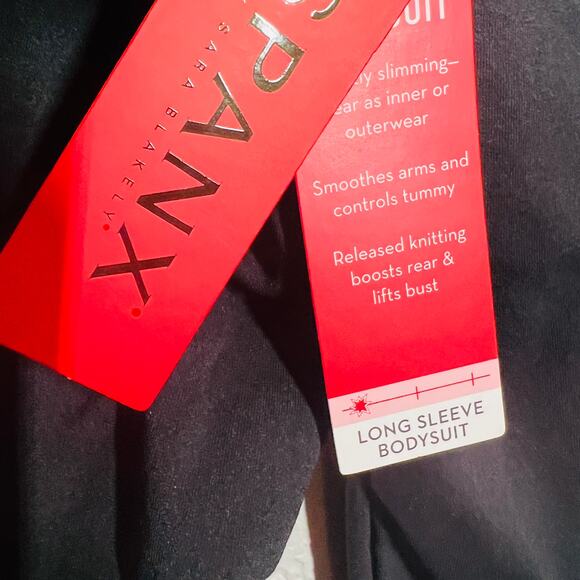 SPANX
SARA BLAKELY
slimming—
as inner or
outerwear
Smoothes arms and
controls tummy
Released knitting
boosts rear &
lifts bust
LONG SLEEVE
BODYSUIT